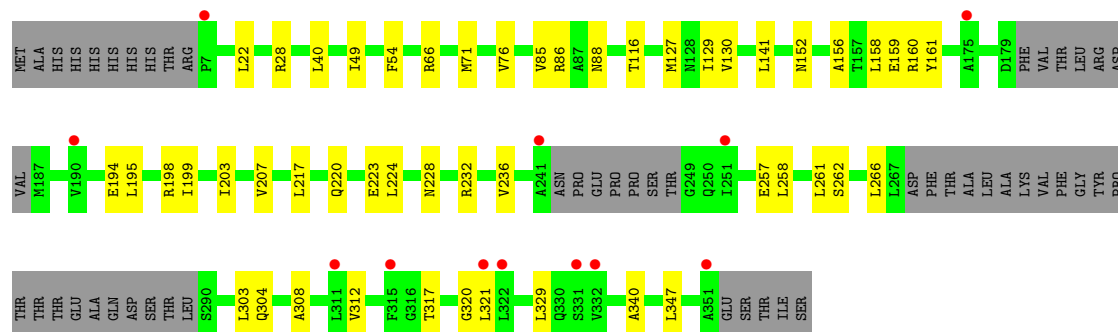 MET ALA HIS HIS HIS HIS HIS HIS THR ARG P7 L22 R28 L40 I49 F54 R66 M71 V76 V85 R86 A87 N88 T116 M127 N128 I129 V130 L141 N152 A156 T157 L158 E159 R160 Y161 A175 D179 PHE VAL THR LEU ARG ASP
VAL M187 V190 E194 L195 R198 I199 I203 V207 L217 Q220 E223 L224 N228 R232 V236 A241 ASN PRO GLU PRO PRO SER THR G249 Q250 I251 E257 L258 L261 S262 L266 L267 ASP PHE THR ALA LEU ALA LYS VAL PHE GLY TYR PRO
THR THR THR GLU ALA GLN ASP SER THR LEU S290 L303 Q304 A308 L311 V312 F315 G316 T317 G320 L321 L322 L329 Q330 S331 V332 A340 L347 A351 GLU SER THR ILE SER